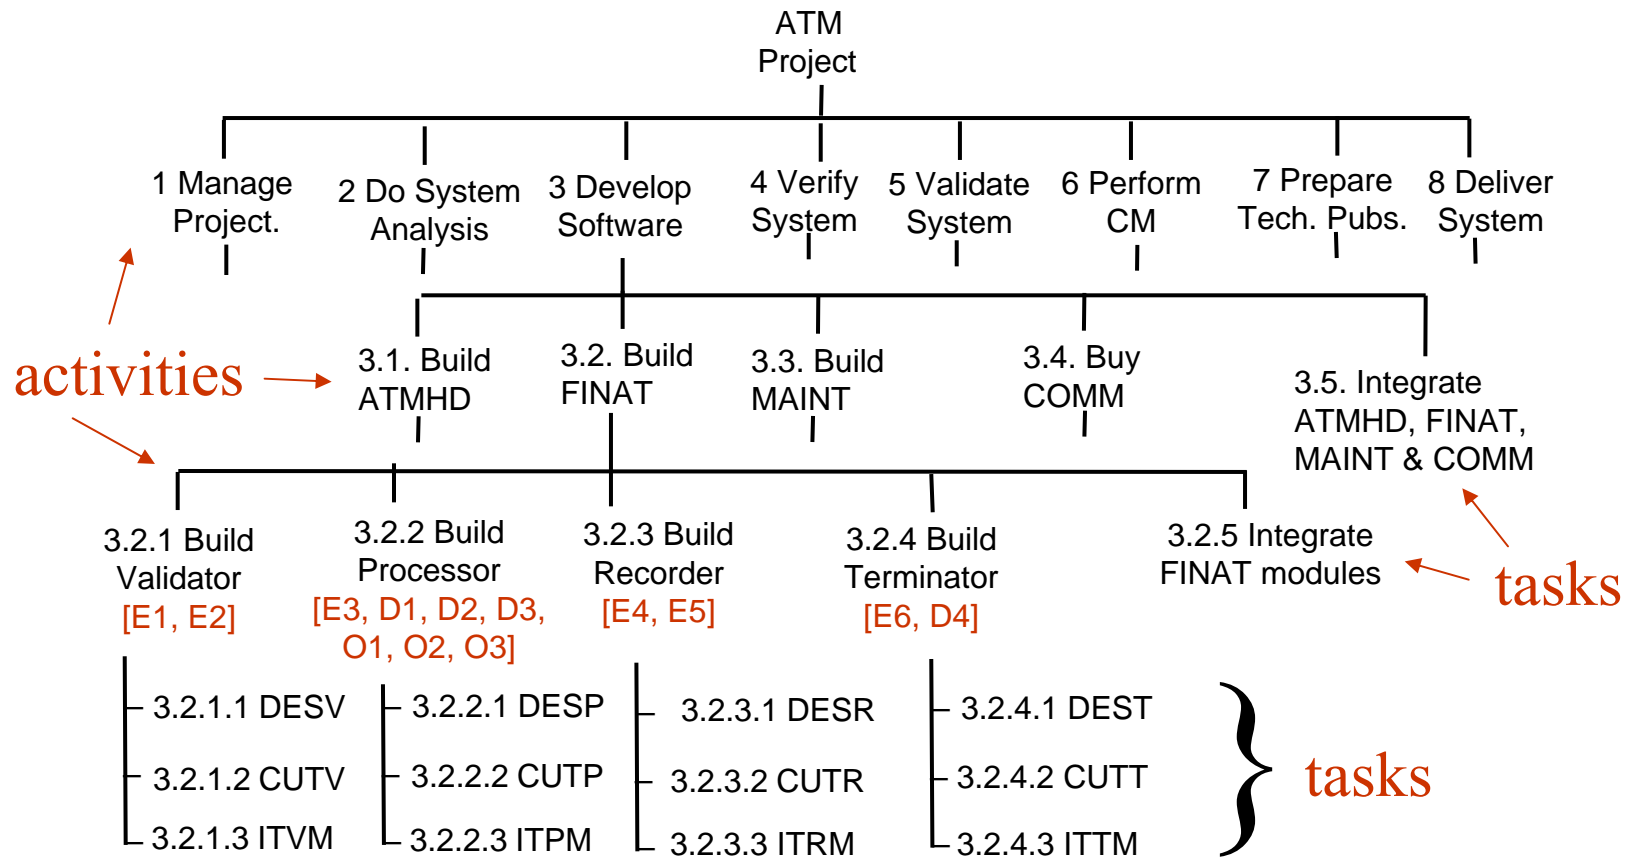 ATM
Project
1 Manage
Project.
2 Do System
Analysis
3 Develop
Software
4 Verify
System
5 Validate
System
6 Perform
CM
7 Prepare
Tech. Pubs.
8 Deliver
System
activities
3.1. Build
ATMHD
3.2. Build
FINAT
3.3. Build
MAINT
3.4. Buy
COMM
3.5. Integrate
ATMHD, FINAT,
MAINT & COMM
3.2.1 Build
Validator
[E1, E2]
3.2.2 Build
Processor
[E3, D1, D2, D3,
O1, O2, O3]
3.2.3 Build
Recorder
[E4, E5]
3.2.4 Build
Terminator
[E6, D4]
3.2.5 Integrate
FINAT modules
tasks
3.2.1.1 DESV
3.2.1.2 CUTV
3.2.1.3 ITVM
3.2.2.1 DESP
3.2.2.2 CUTP
3.2.2.3 ITPM
3.2.3.1 DESR
3.2.3.2 CUTR
3.2.3.3 ITRM
3.2.4.1 DEST
3.2.4.2 CUTT
3.2.4.3 ITTM
tasks